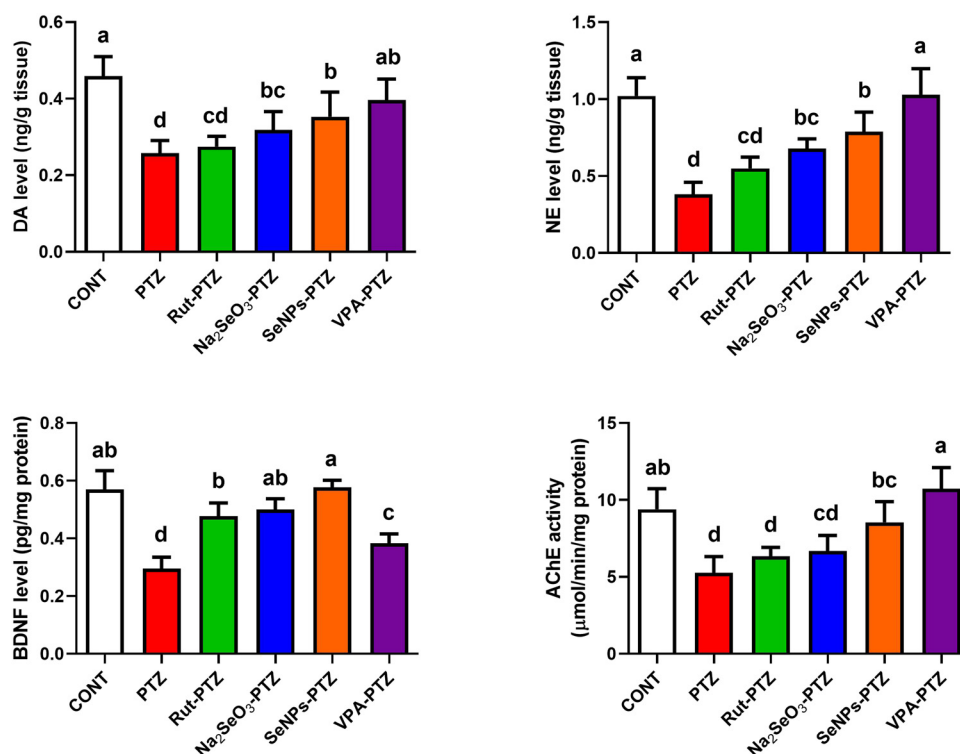 DA level (ng/g tissue)
0.6
0.4
0.2
0.0
a
d
cd
bc
b
ab
CONT
PTZ
Rut-PTZ
Na₂SeO₃-PTZ
SeNPs-PTZ
VPA-PTZ
NE level (ng/g tissue)
1.5
1.0
0.5
0.0
a
d
cd
bc
b
a
CONT
PTZ
Rut-PTZ
Na₂SeO₃-PTZ
SeNPs-PTZ
VPA-PTZ
BDNF level (pg/mg protein)
0.8
0.6
0.4
0.2
0.0
ab
d
b
ab
a
c
CONT
PTZ
Rut-PTZ
Na₂SeO₃-PTZ
SeNPs-PTZ
VPA-PTZ
AChE activity
(μmol/min/mg protein)
15
10
5
0
ab
d
d
cd
bc
a
CONT
PTZ
Rut-PTZ
Na₂SeO₃-PTZ
SeNPs-PTZ
VPA-PTZ